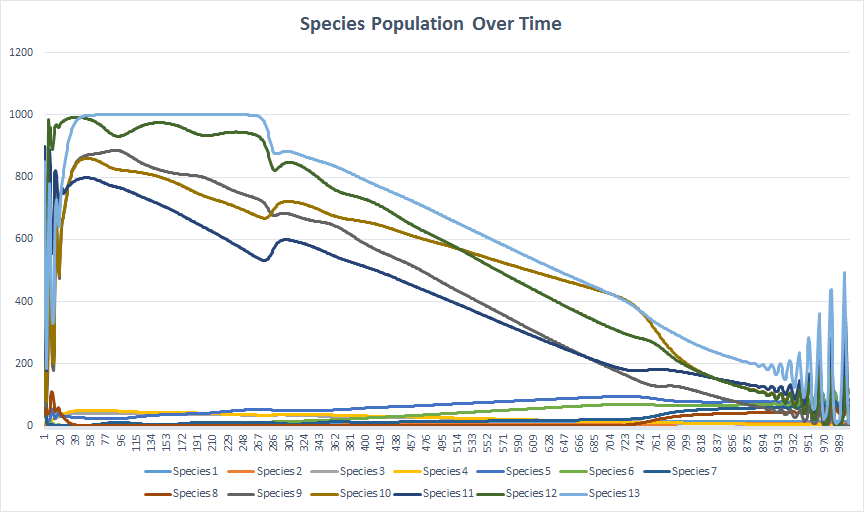 Species Population Over Time
1200
1000
800
600
400
200
0
1 20 39 58 77 96 115 134 153 172 191 210 229 248 267 286 305 324 343 362 381 400 419 438 457 476 495 514 533 552 571 590 609 628 647 666 685 704 723 742 761 780 799 818 837 856 875 894 913 932 951 970 989
Species 1 Species 2 Species 3 Species 4 Species 5 Species 6 Species 7
Species 8 Species 9 Species 10 Species 11 Species 12 Species 13